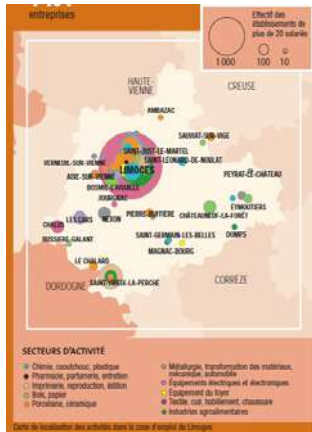 entreprises
Effectif des
établissements de
plus de 20 salariés
1 000
100
10
HAUTE-
VIENNE
CREUSE
AMBAZAC
SAUVIAT-SUR-VIGE
SAINT-JUST-LE-MARTEL
VERNEUIL-SUR-VIENNE
SAINT-LÉONARD-DE-NOBLAT
LIMOGES
AIXE-SUR-VIENNE
PEYRAT-LE-CHÂTEAU
BOSMIE-L'AIGUILLE
JOURGNAC
EYMOUTIERS
LES CARS
NEXON
PIERRE-BUFFIÈRE
CHÂTEAUNEUF-LA-FORÊT
CHALUS
DOMPS
BUSSIÈRE-GALANT
SAINT-GERMAIN-LES-BELLES
MAGNAC-BOURG
LE CHALARD
SAINT-YRIEIX-LA-PERCHE
DORDOGNE
CORRÈZE
SECTEURS D'ACTIVITÉ
Chimie, caoutchouc, plastique
Pharmacie, parfumerie, entretien
Imprimerie, reproduction, édition
Bois, papier
Porcelaine, céramique
Métallurgie, transformation des matériaux,
mécanique, automobile
Équipements électriques et électroniques
Équipement du foyer
Textile, cuir, habillement, chaussure
Industries agroalimentaires
Carte de localisation des activités dans la zone d'emploi de Limoges